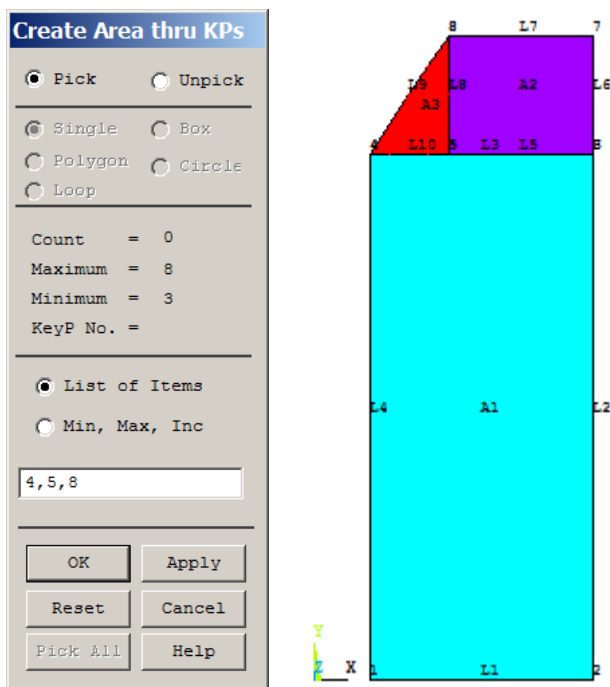 Create Area thru KPs
Pick Unpick
Single Box
Polygon Circle
Loop
Count = 0
Maximum = 8
Minimum = 3
KeyP No. =
List of Items
Min, Max, Inc
4,5,8
OK Apply
Reset Cancel
Pick All Help
8 L7 7
L9 L8 A2 L6
A3
4 L10 5 L3 L5
L4 A1 L2
Y
Z X 1 L1 2